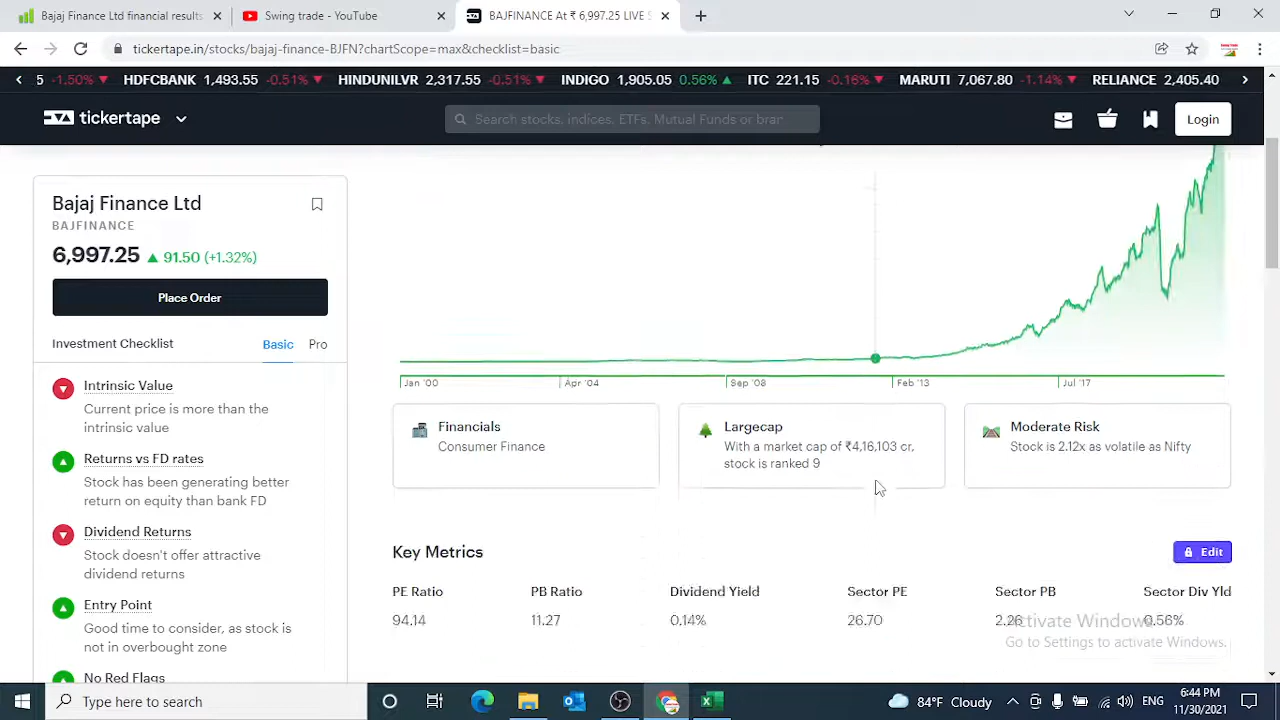 Bajaj Finance Ltd financial result
Swing trade - YouTube
BAJFINANCE At ₹ 6,997.25 LIVE S
tickertape.in/stocks/bajaj-finance-BJFN?chartScope=max&checklist=basic
5 -1.50% HDFCBANK 1,493.55 -0.51% HINDUNILVR 2,317.55 -0.51% INDIGO 1,905.05 0.56% ITC 221.15 -0.16% MARUTI 7,067.80 -1.14% RELIANCE 2,405.40
tickertape
Search stocks, indices, ETFs, Mutual Funds or bran
Login
Bajaj Finance Ltd
BAJFINANCE
6,997.25 91.50 (+1.32%)
Place Order
Investment Checklist Basic Pro
Intrinsic Value
Current price is more than the
intrinsic value
Returns vs FD rates
Stock has been generating better
return on equity than bank FD
Dividend Returns
Stock doesn't offer attractive
dividend returns
Entry Point
Good time to consider, as stock is
not in overbought zone
No Red Flags
Jan '00 Apr '04 Sep '08 Feb '13 Jul '17
Financials
Consumer Finance
Largecap
With a market cap of ₹4,16,103 cr,
stock is ranked 9
Moderate Risk
Stock is 2.12x as volatile as Nifty
Key Metrics
Edit
PE Ratio PB Ratio Dividend Yield Sector PE Sector PB Sector Div Yld
94.14 11.27 0.14% 26.70 2.26 0.56%
Activate Windows
Go to Settings to activate Windows.
Type here to search
84°F Cloudy
ENG
6:44 PM
11/30/2021